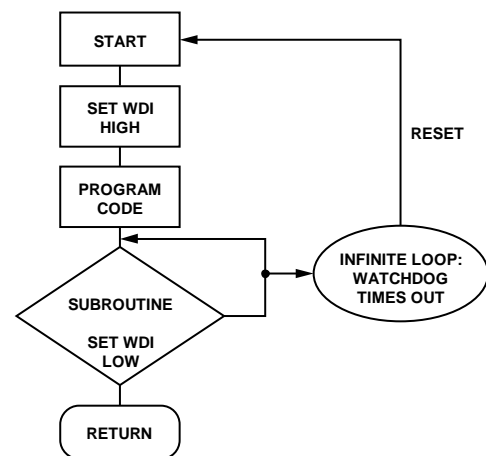 START
SET WDI
HIGH
RESET
PROGRAM
CODE
INFINITE LOOP:
WATCHDOG
TIMES OUT
SUBROUTINE
SET WDI
LOW
RETURN